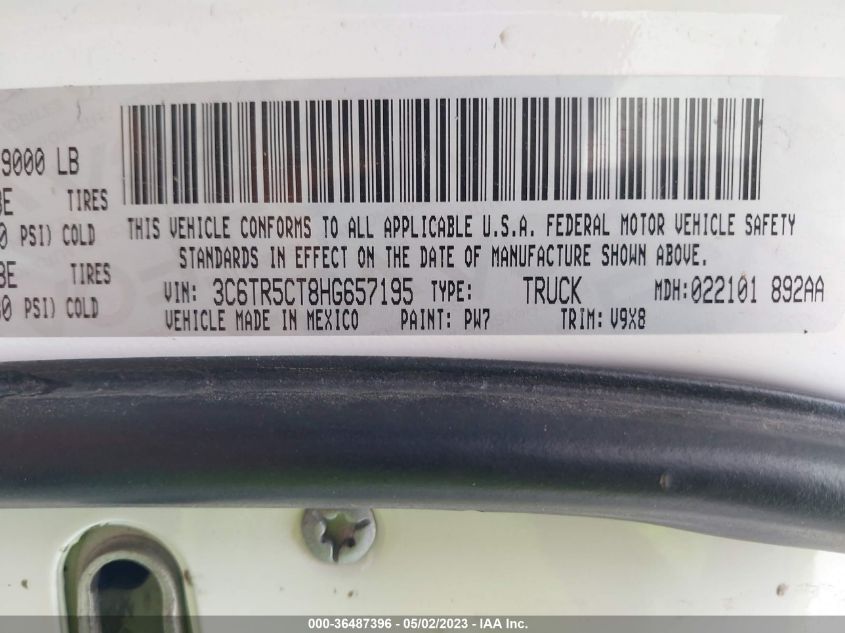 9000 LB
TIRES
PSI) COLD
TIRES
PSI) COLD
THIS VEHICLE CONFORMS TO ALL APPLICABLE U.S.A. FEDERAL MOTOR VEHICLE SAFETY
STANDARDS IN EFFECT ON THE DATE OF MANUFACTURE SHOWN ABOVE.
VIN: 3C6TR5CT8HG657195 TYPE: TRUCK MDH:022101 892AA
VEHICLE MADE IN MEXICO PAINT: PW7 TRIM: V9X8
000-36487396 - 05/02/2023 - IAA Inc.